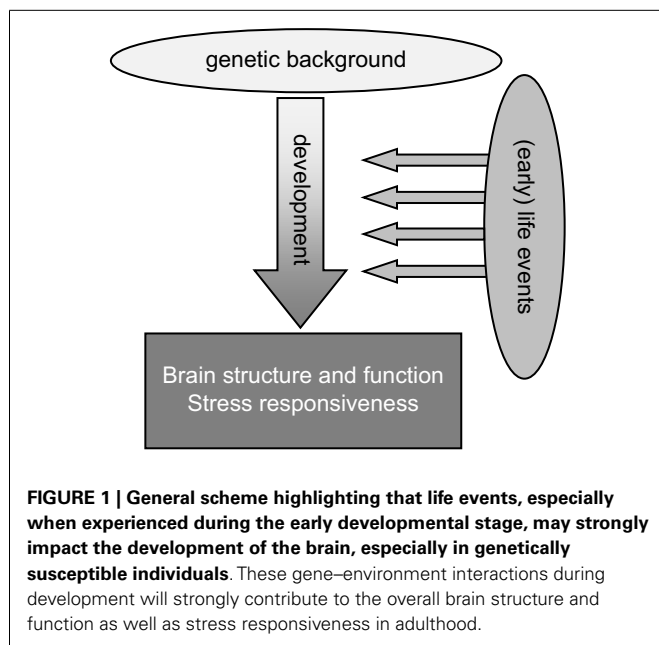 genetic background
development
(early) life events
Brain structure and function
Stress responsiveness
FIGURE 1 | General scheme highlighting that life events, especially
when experienced during the early developmental stage, may strongly
impact the development of the brain, especially in genetically
susceptible individuals. These gene–environment interactions during
development will strongly contribute to the overall brain structure and
function as well as stress responsiveness in adulthood.